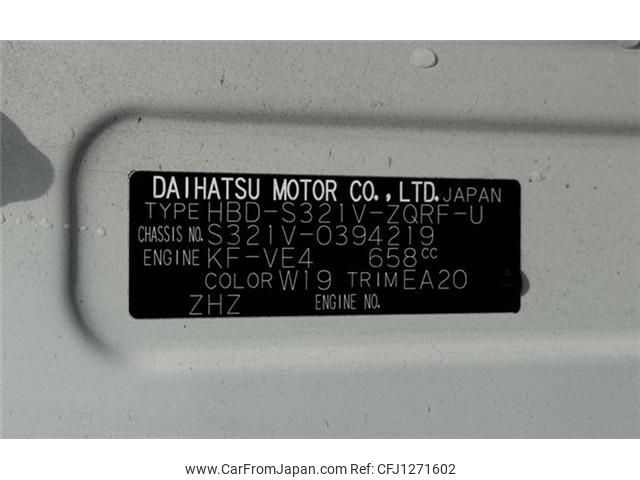 DAIHATSU MOTOR CO., LTD. JAPAN
TYPE HBD-S321V-ZQRF-U
CHASSIS NO. S321V-0394219
ENGINE KF-VE4 658cc
COLOR W19 TRIM EA20
ZHZ ENGINE NO.
www.CarFromJapan.com - CarFromJapan - CFJ1271602